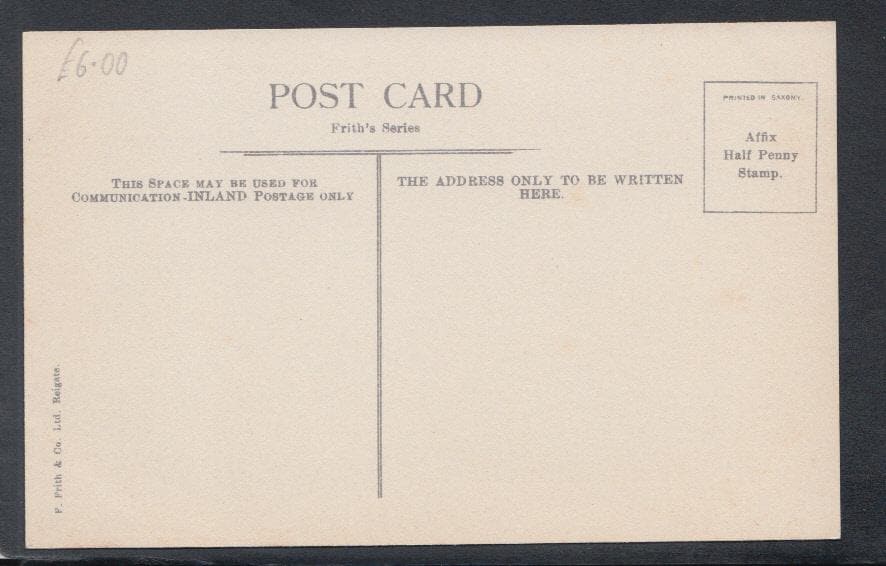 £6.00
POST CARD
Frith's Series
PRINTED IN SAXONY.
Affix
Half Penny
Stamp.
THIS SPACE MAY BE USED FOR
COMMUNICATION-INLAND POSTAGE ONLY
THE ADDRESS ONLY TO BE WRITTEN
HERE.
F. Frith & Co. Ltd. Reigate.